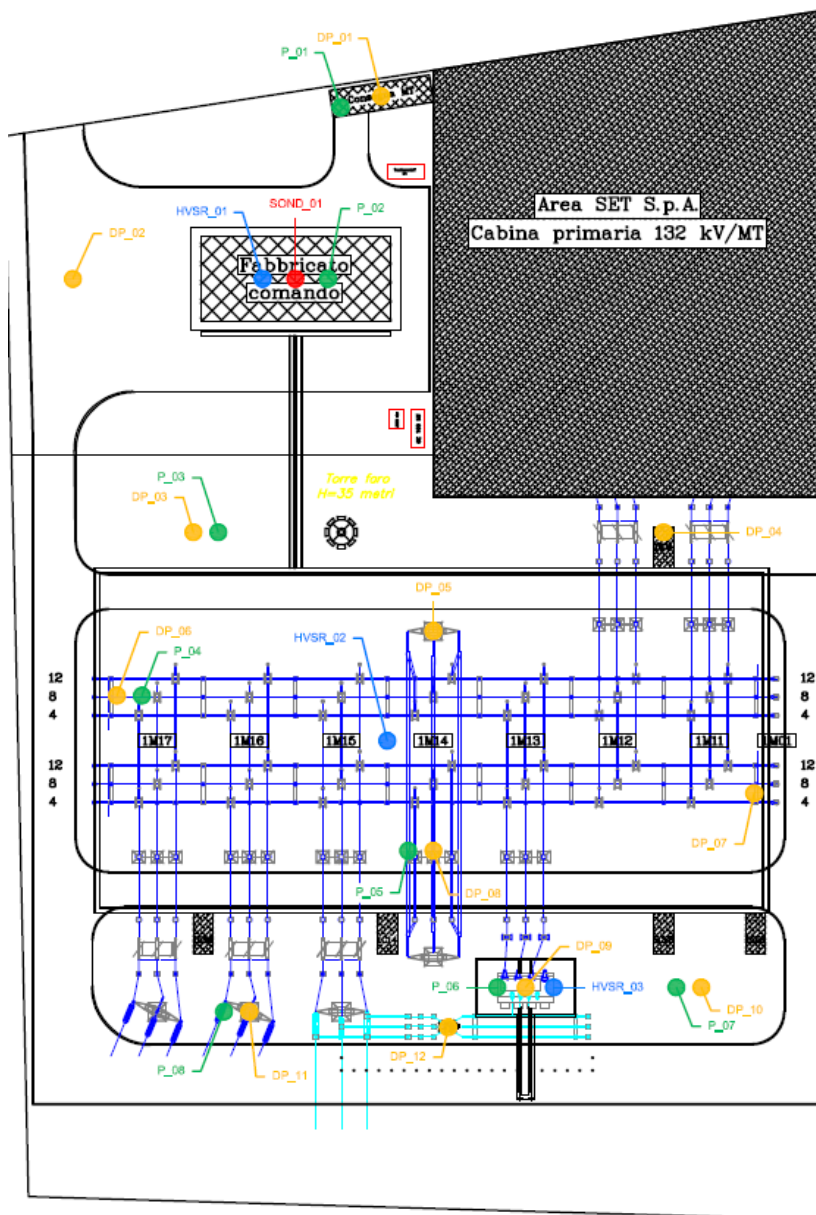 DP_01
P_01
Area SET S.p.A.
Cabina primaria 132 kV/MT
HVSR_01
SOND_01
P_02
DP_02
Fabbricato
comando
P_03
DP_03
Torre faro
H=35 metri
DP_04
DP_05
DP_06
P_04
HVSR_02
12
12
8
8
4
4
1M17
1M16
1M15
1M14
1M13
1M12
1M11
1M01
12
12
8
8
4
4
DP_07
P_05
DP_08
DP_09
P_06
HVSR_03
DP_10
P_07
DP_12
P_08
DP_11